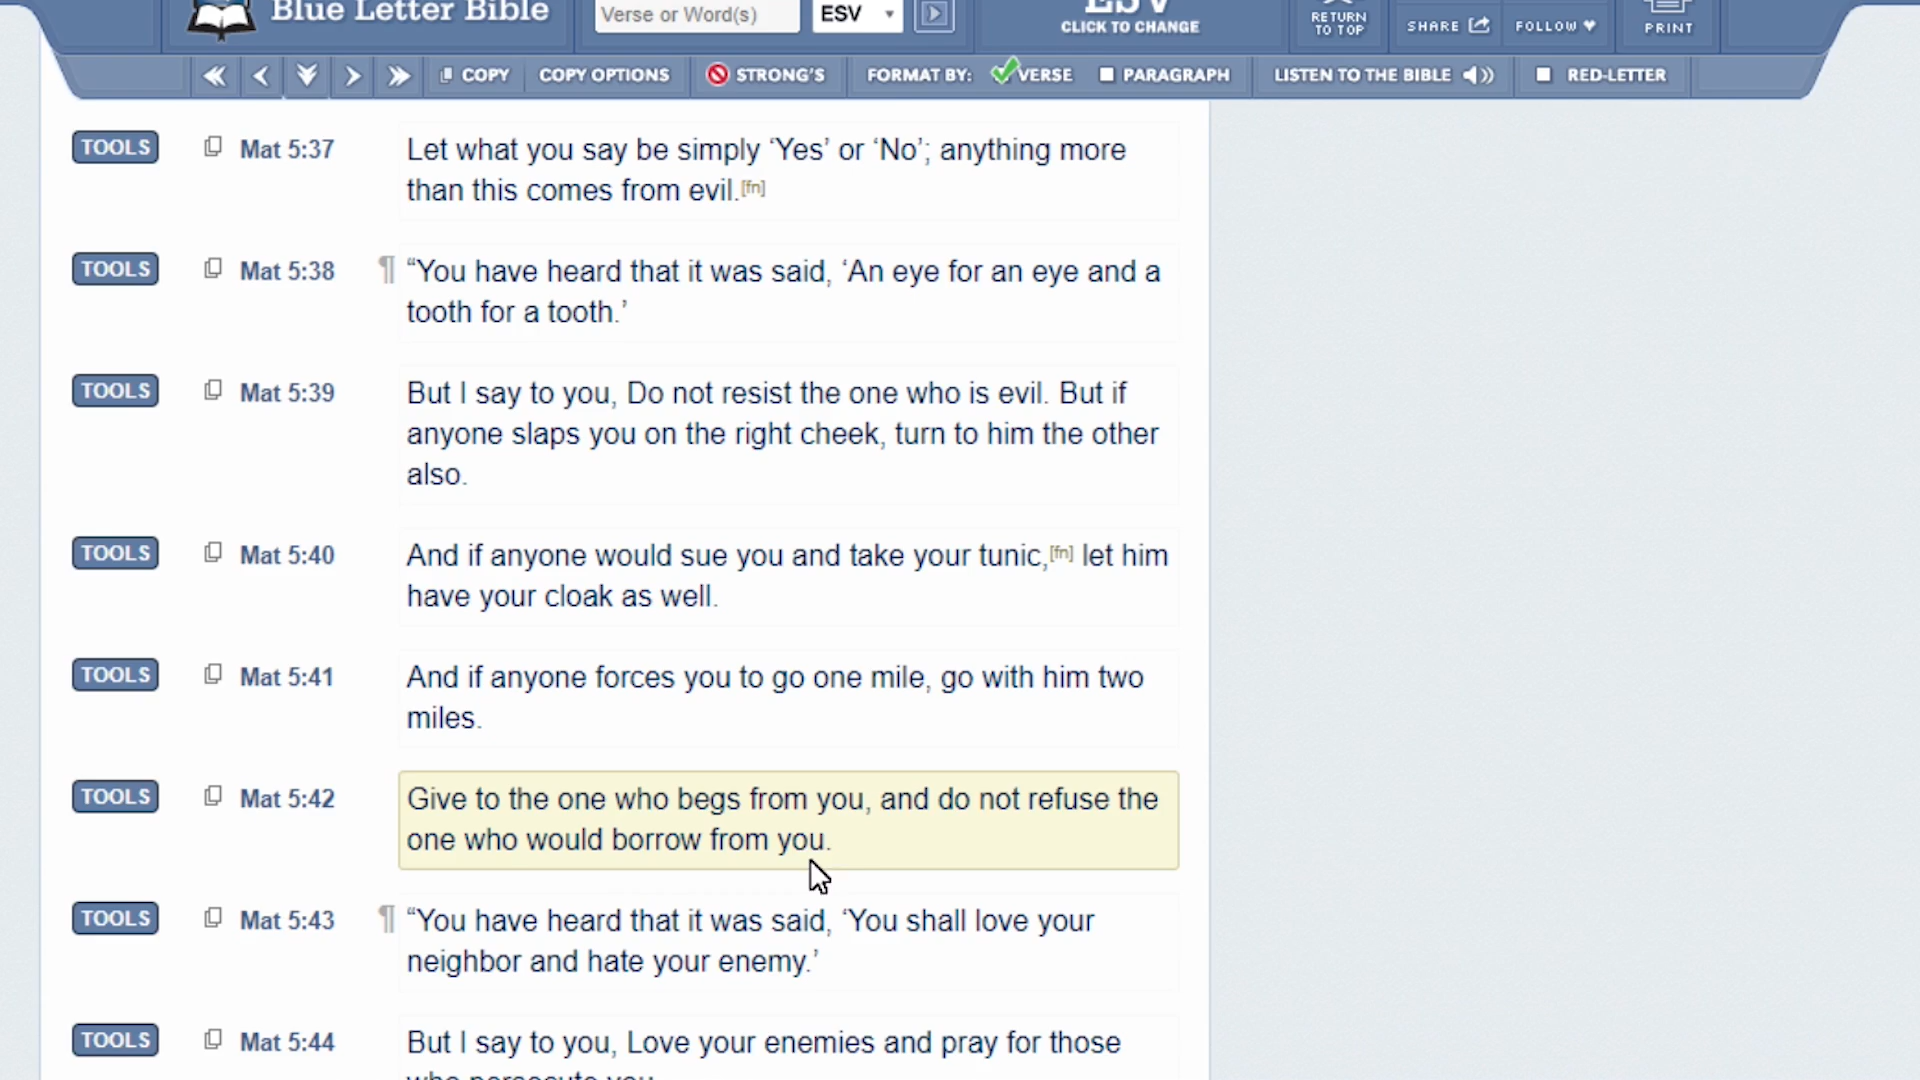 Blue Letter Bible
Verse or Word(s)
ESV
ESV
CLICK TO CHANGE
RETURN
TO TOP
SHARE
FOLLOW
PRINT
COPY
COPY OPTIONS
STRONG'S
FORMAT BY:
VERSE
PARAGRAPH
LISTEN TO THE BIBLE
RED-LETTER
TOOLS Mat 5:37 Let what you say be simply ‘Yes’ or ‘No’; anything more
than this comes from evil.[fn]
TOOLS Mat 5:38 ¶ “You have heard that it was said, ‘An eye for an eye and a
tooth for a tooth.’
TOOLS Mat 5:39 But I say to you, Do not resist the one who is evil. But if
anyone slaps you on the right cheek, turn to him the other
also.
TOOLS Mat 5:40 And if anyone would sue you and take your tunic,[fn] let him
have your cloak as well.
TOOLS Mat 5:41 And if anyone forces you to go one mile, go with him two
miles.
TOOLS Mat 5:42 Give to the one who begs from you, and do not refuse the
one who would borrow from you.
TOOLS Mat 5:43 ¶ “You have heard that it was said, ‘You shall love your
neighbor and hate your enemy.’
TOOLS Mat 5:44 But I say to you, Love your enemies and pray for those
who persecute you